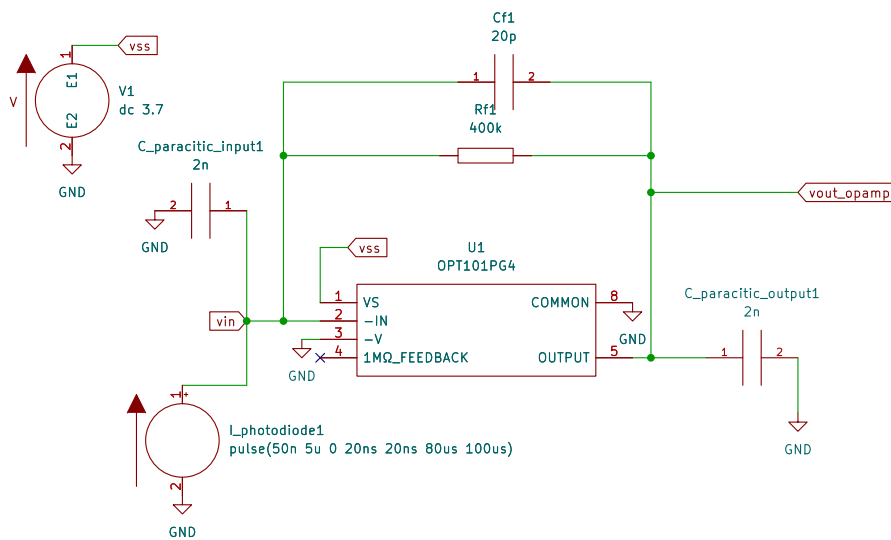 Cf1
20p
1
2
vss
1
E1
V
V1
dc 3.7
E2
2
GND
Rf1
400k
C_paracitic_input1
2n
2
1
GND
vout_opamp
vss
U1
OPT101PG4
1
VS
COMMON
8
vin
2
-IN
GND
3
-V
GND
4
1MΩ_FEEDBACK
OUTPUT
5
C_paracitic_output1
2n
1
2
GND
1
+
V
I_photodiode1
pulse(50n 5u 0 20ns 20ns 80us 100us)
2
GND